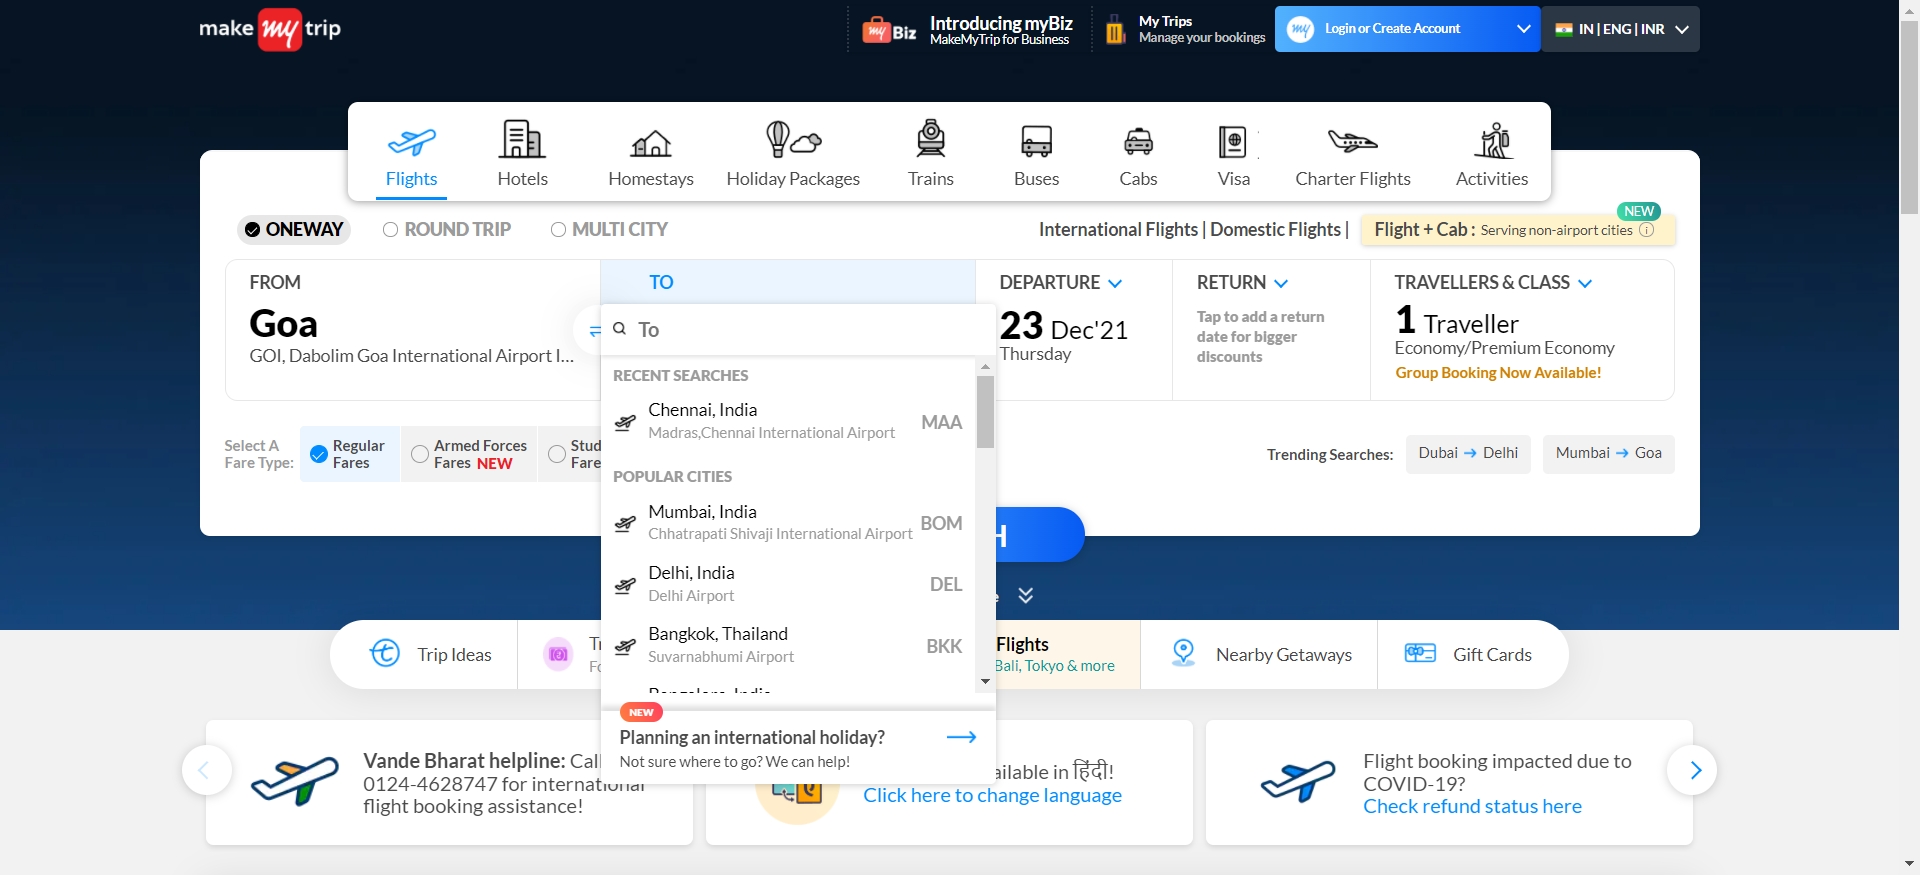 make my trip
my Biz
Introducing myBiz
MakeMyTrip for Business
My Trips
Manage your bookings
my
Login or Create Account
IN | ENG | INR
Flights
Hotels
Homestays
Holiday Packages
Trains
Buses
Cabs
Visa
Charter Flights
Activities
ONEWAY
ROUND TRIP
MULTI CITY
International Flights | Domestic Flights |
NEW
Flight + Cab : Serving non-airport cities
FROM
Goa
GOI, Dabolim Goa International Airport I...
TO
To
DEPARTURE
23 Dec'21
Thursday
RETURN
Tap to add a return
date for bigger
discounts
TRAVELLERS & CLASS
1 Traveller
Economy/Premium Economy
Group Booking Now Available!
RECENT SEARCHES
Chennai, India
Madras,Chennai International Airport
MAA
POPULAR CITIES
Mumbai, India
Chhatrapati Shivaji International Airport
BOM
Delhi, India
Delhi Airport
DEL
Bangkok, Thailand
Suvarnabhumi Airport
BKK
Bangalore, India
NEW
Planning an international holiday?
Not sure where to go? We can help!
Select A
Fare Type:
Regular
Fares
Armed Forces
Fares NEW
Stud
Fare
Trending Searches:
Dubai → Delhi
Mumbai → Goa
H
Trip Ideas
Flights
Bali, Tokyo & more
Nearby Getaways
Gift Cards
Vande Bharat helpline: Call
0124-4628747 for international
flight booking assistance!
ailable in हिंदी!
Click here to change language
Flight booking impacted due to
COVID-19?
Check refund status here